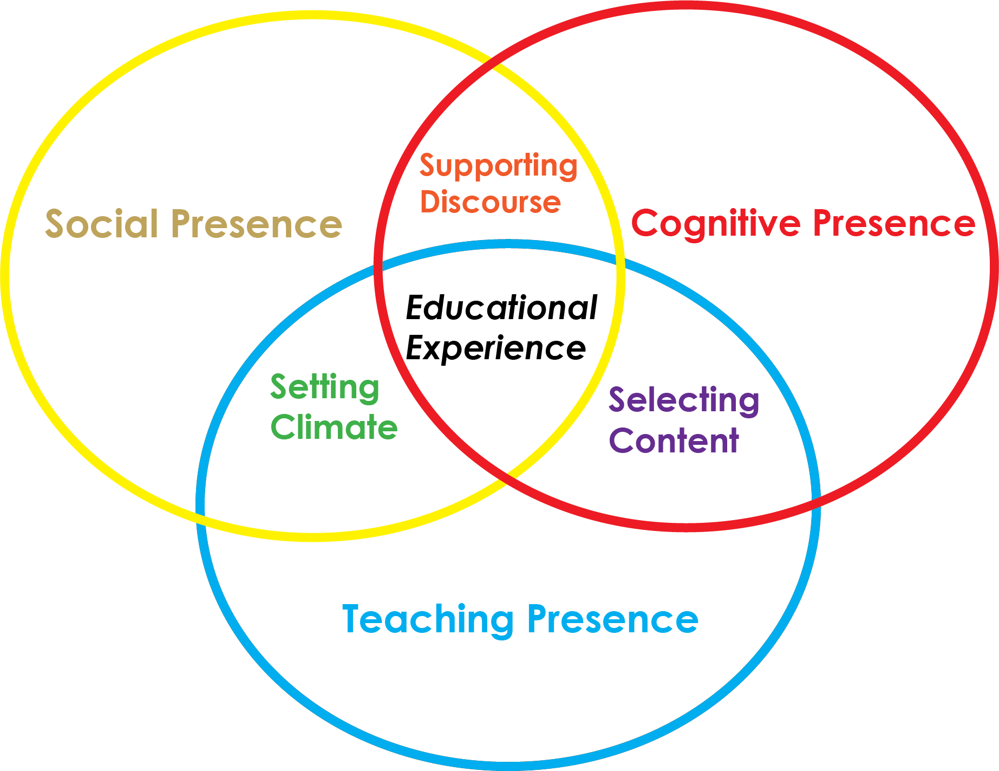 Supporting
Discourse
Social Presence
Cognitive Presence
Educational
Experience
Setting
Climate
Selecting
Content
Teaching Presence